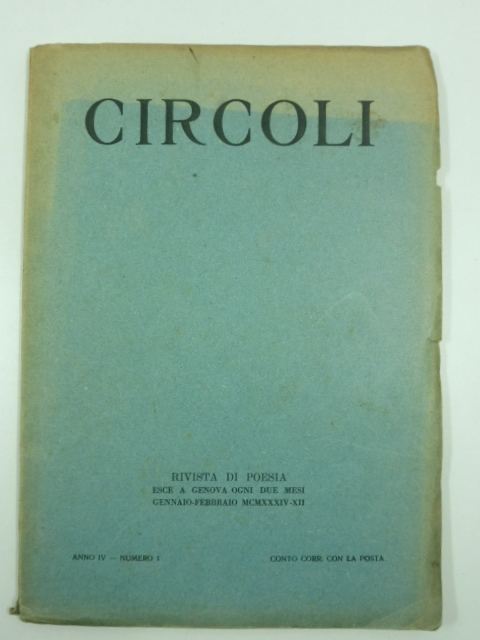 CIRCOLI
RIVISTA DI POESIA
ESCE A GENOVA OGNI DUE MESI
GENNAIO-FEBBRAIO MCMXXXIV-XII
ANNO IV — NUMERO 1
CONTO CORR. CON LA POSTA